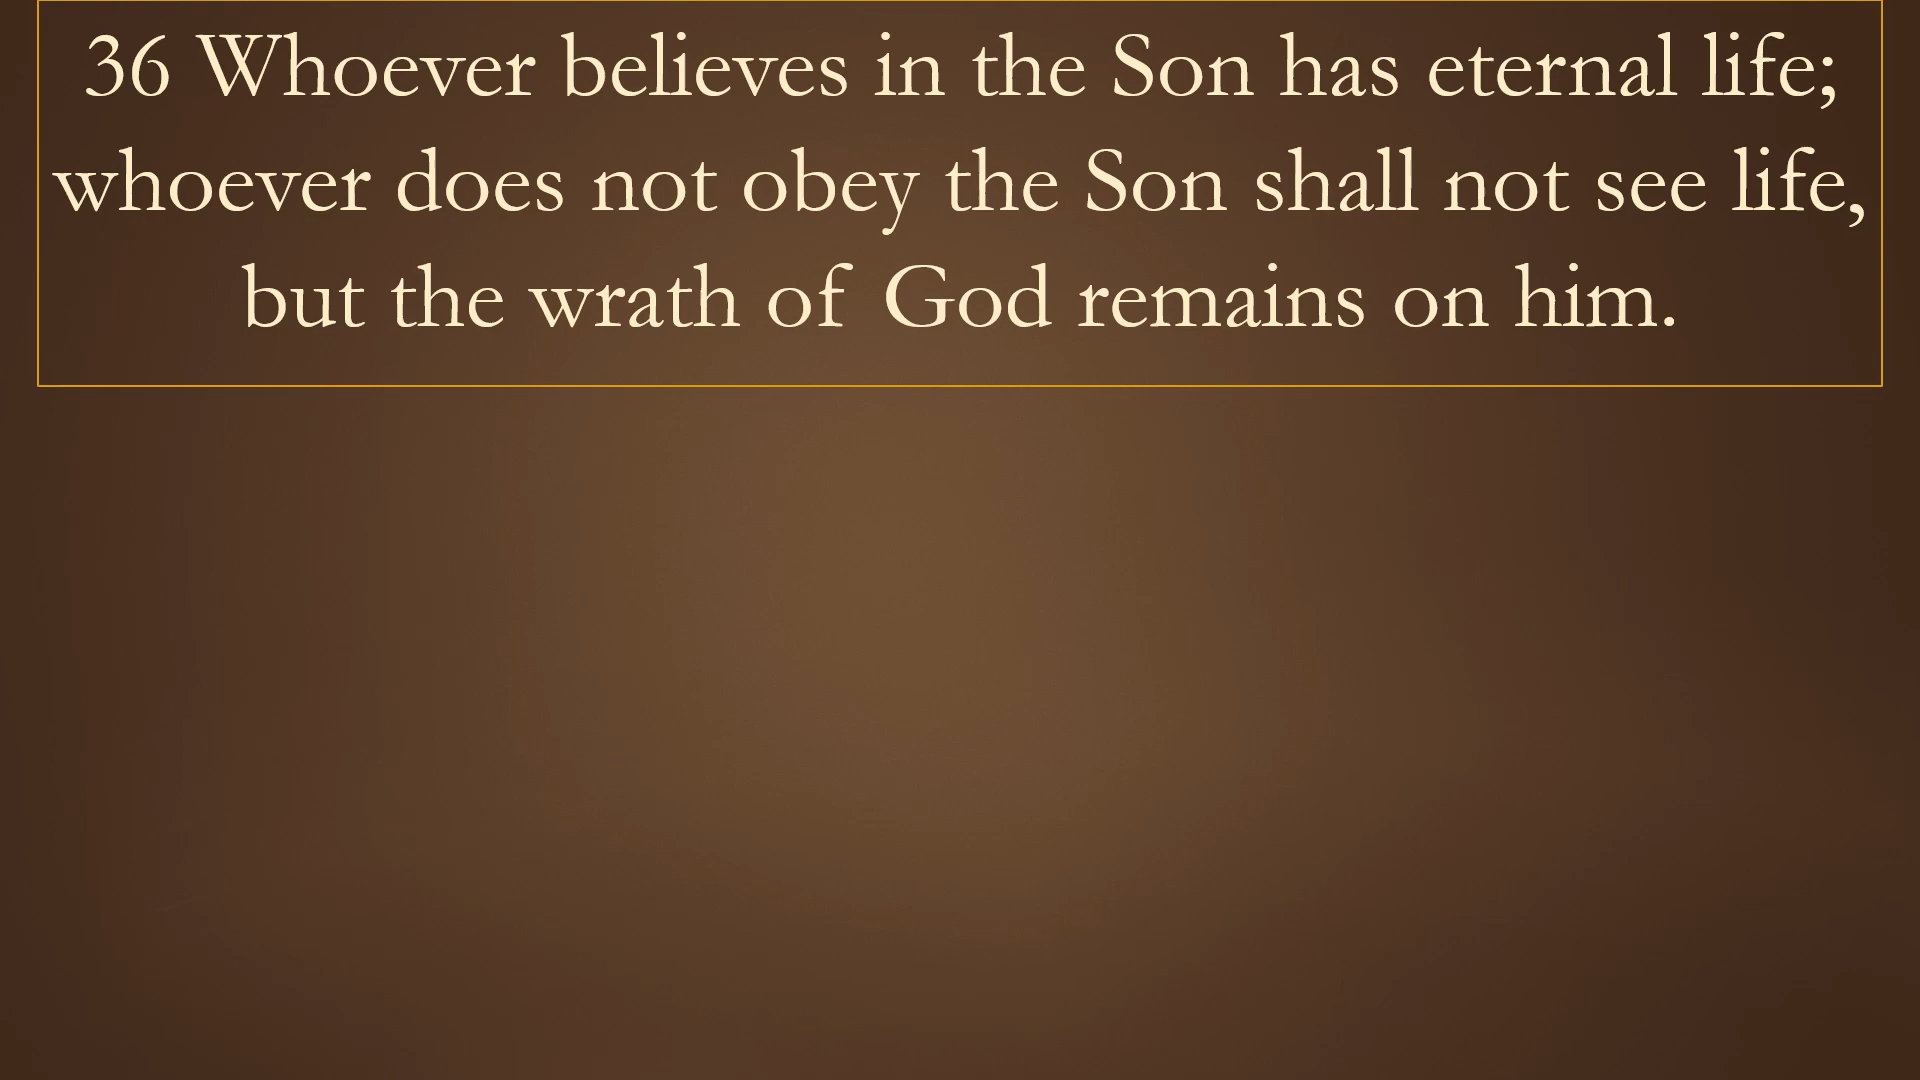 36 Whoever believes in the Son has eternal life;
whoever does not obey the Son shall not see life,
but the wrath of God remains on him.